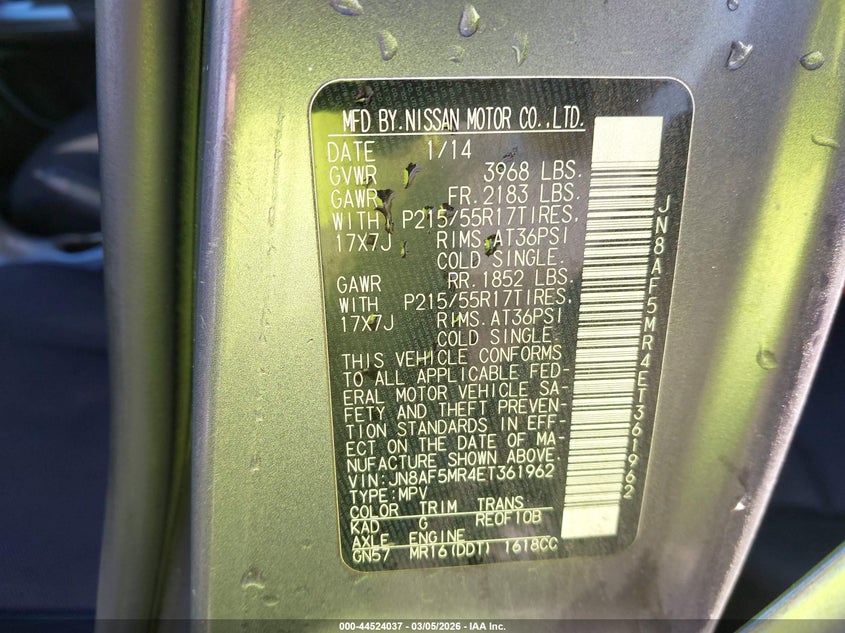 MFD BY.NISSAN MOTOR CO.,LTD.
DATE 1/14
GVWR 3968 LBS.
GAWR FR.2183 LBS.
WITH P215/55R17TIRES,
17X7J RIMS.AT36PSI
COLD SINGLE.
GAWR RR.1852 LBS.
WITH P215/55R17TIRES,
17X7J RIMS.AT36PSI
COLD SINGLE.
THIS VEHICLE CONFORMS
TO ALL APPLICABLE FED-
ERAL MOTOR VEHICLE SA-
FETY AND THEFT PREVEN-
TION STANDARDS IN EFF-
ECT ON THE DATE OF MA-
NUFACTURE SHOWN ABOVE.
VIN:JN8AF5MR4ET361962
TYPE:MPV
COLOR TRIM TRANS
KAD G REOF10B
AXLE ENGINE
GN57 MR16(DDT) 1618CC
JN8AF5MR4ET361962
000-44524037 - 03/05/2026 - IAA Inc.